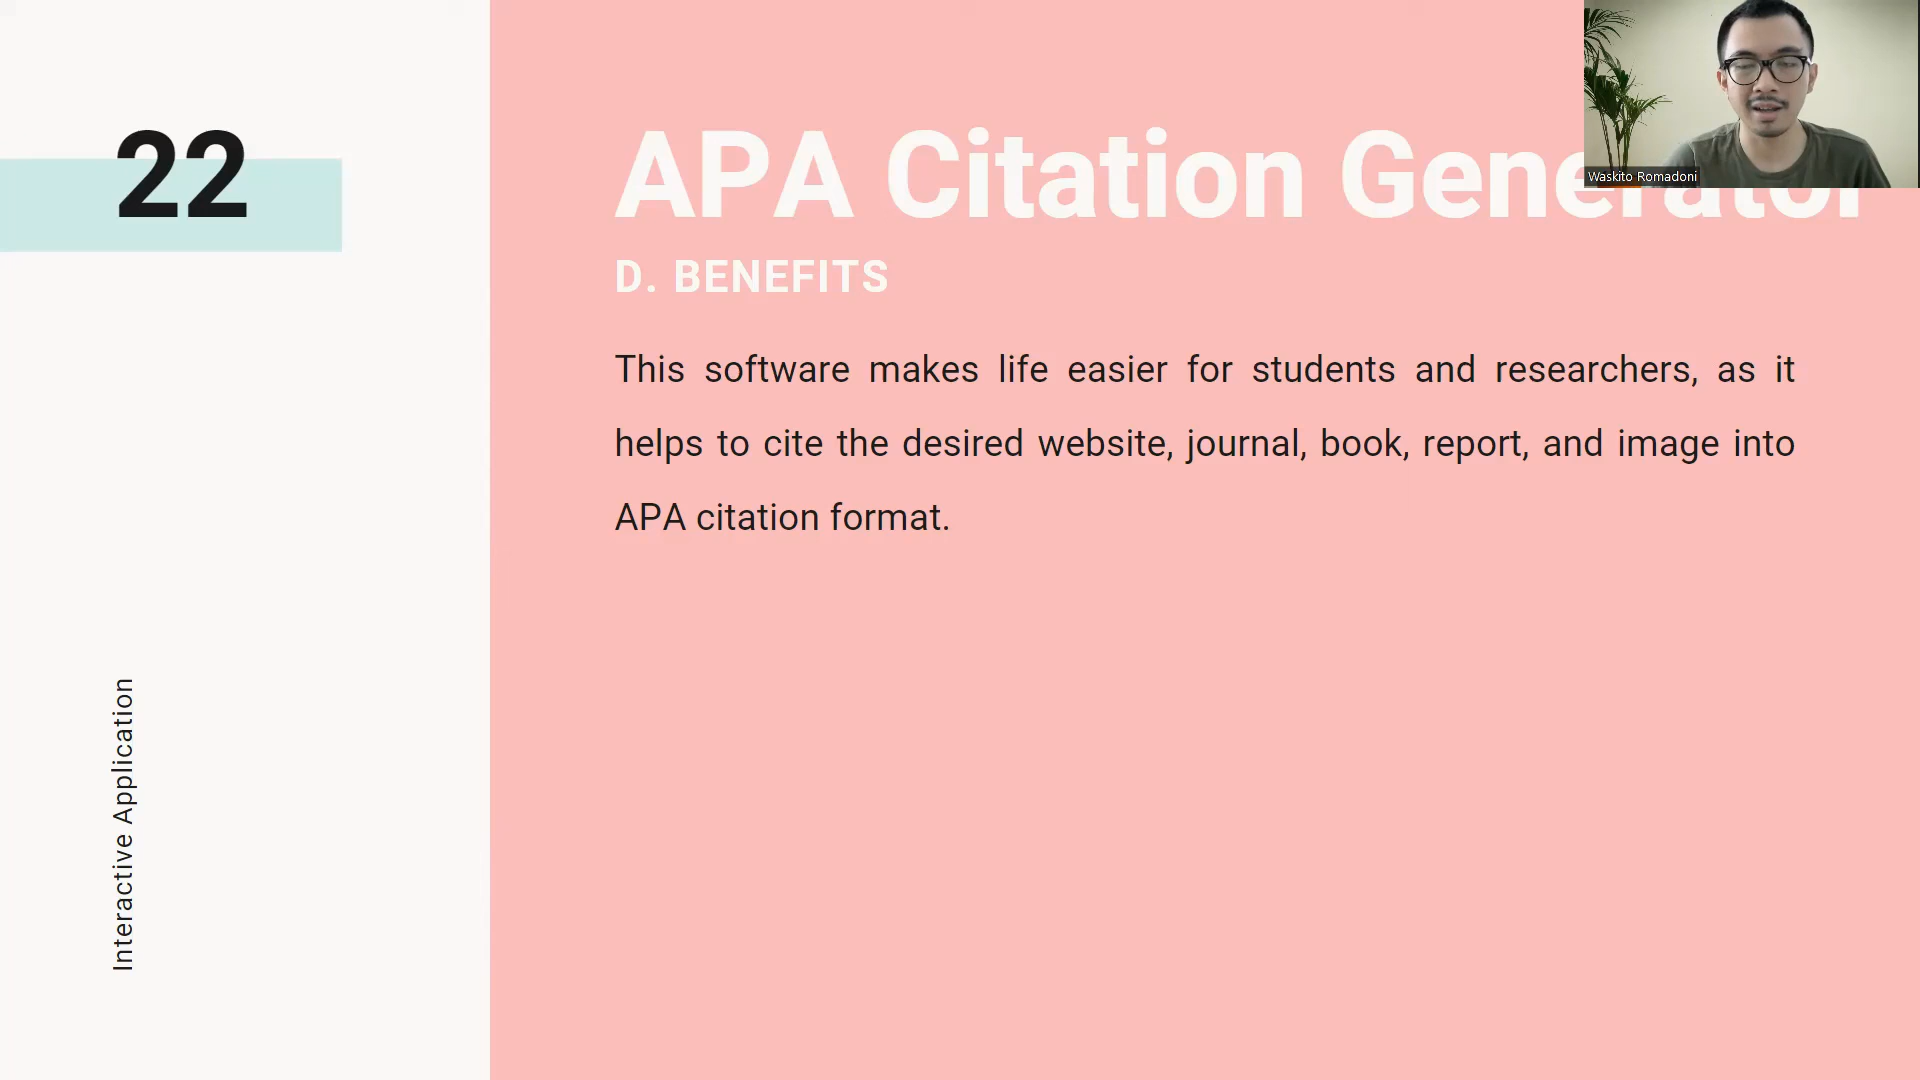 22
APA Citation Generator
D. BENEFITS
This software makes life easier for students and researchers, as it
helps to cite the desired website, journal, book, report, and image into
APA citation format.
Interactive Application
Waskito Romadoni